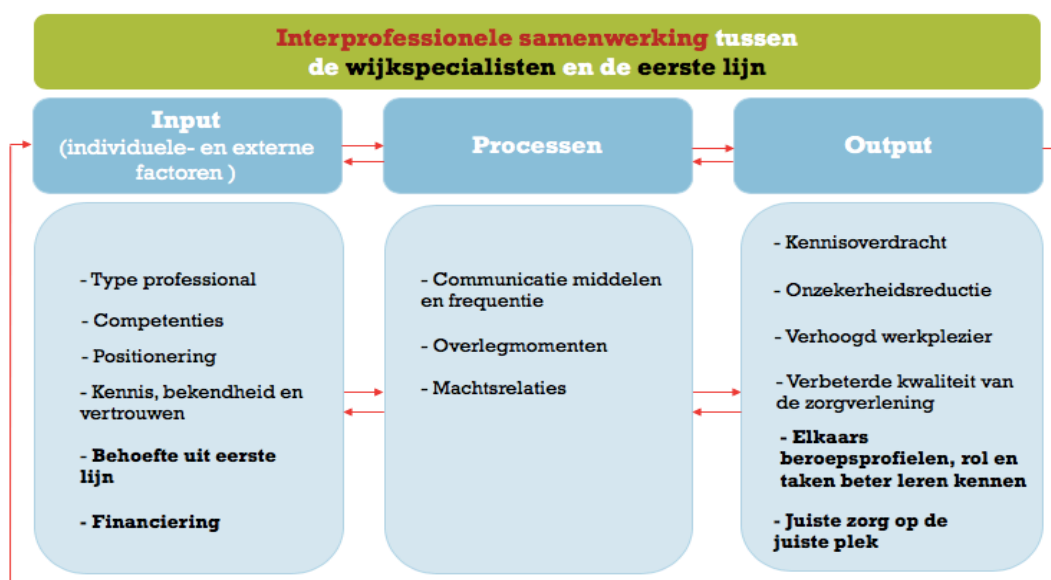 Interprofessionele samenwerking tussen
de wijkspecialisten en de eerste lijn
Input
(individuele- en externe
factoren )
Processen
Output
- Type professional
- Competenties
- Positionering
- Kennis, bekendheid en
vertrouwen
- Behoefte uit eerste
lijn
- Financiering
- Communicatie middelen
en frequentie
- Overlegmomenten
- Machtsrelaties
- Kennisoverdracht
- Onzekerheidsreductie
- Verhoogd werkplezier
- Verbeterde kwaliteit van
de zorgverlening
- Elkaars
beroepsprofielen, rol en
taken beter leren kennen
- Juiste zorg op de
juiste plek